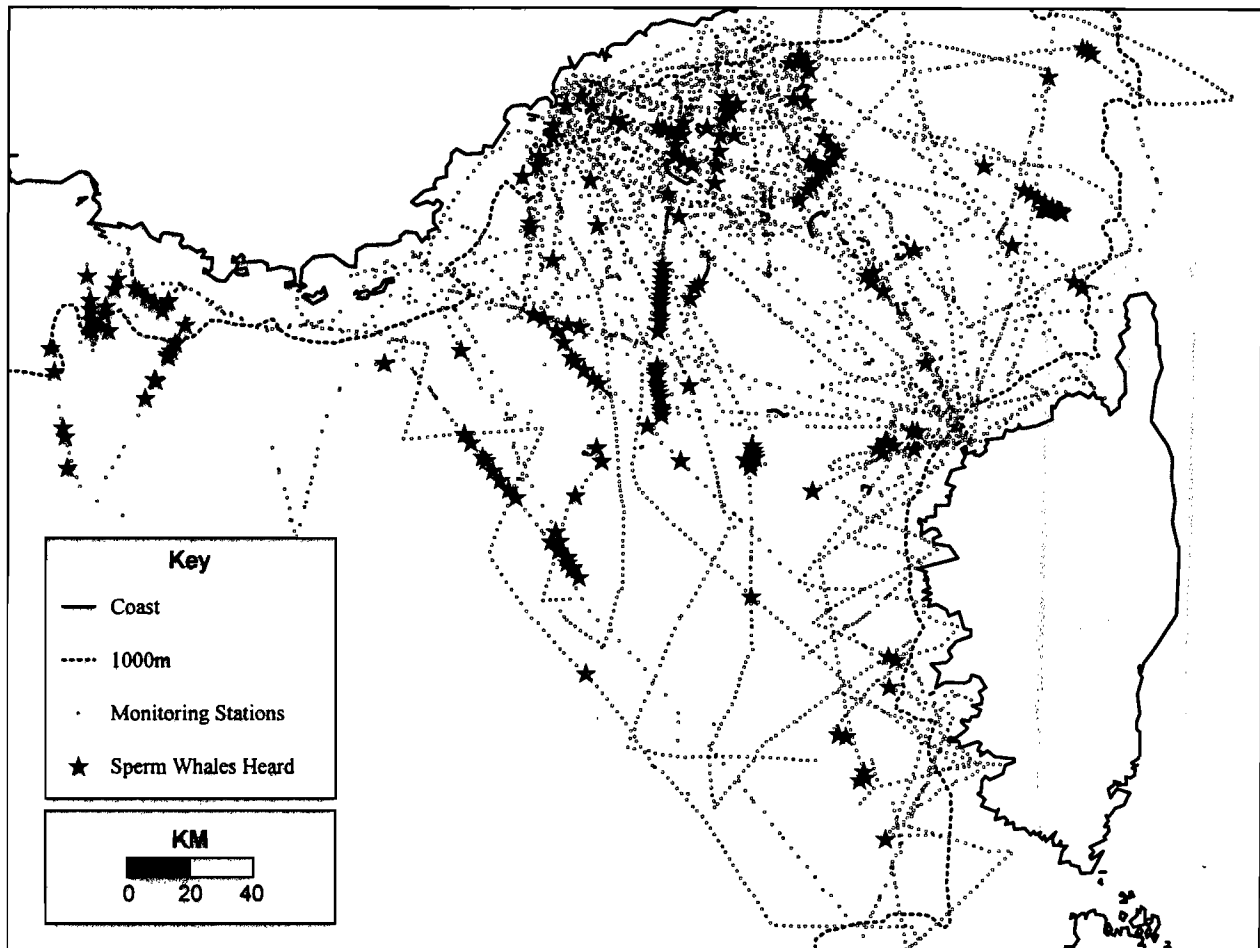 Key
Coast
1000m
Monitoring Stations
Sperm Whales Heard
KM
0 20 40